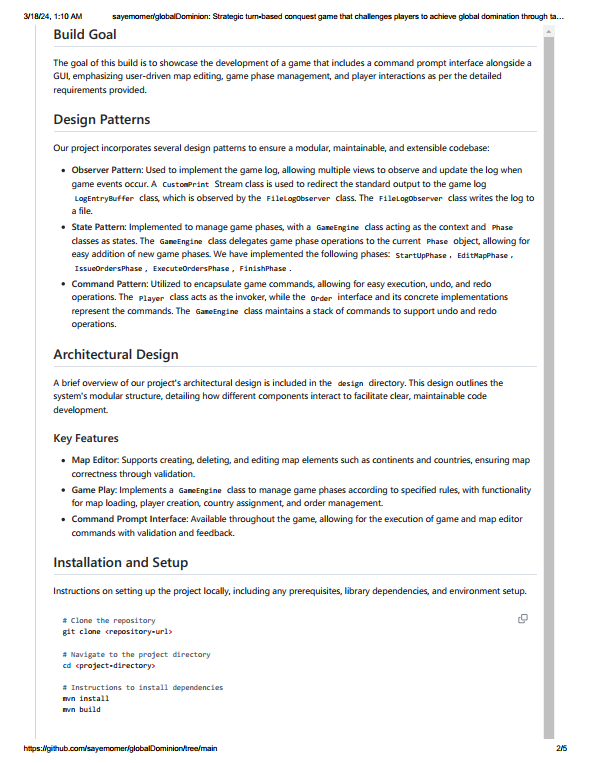 3/18/24, 1:10 AM sayemomer/globalDominion: Strategic turn-based conquest game that challenges players to achieve global domination through ta…
Build Goal
The goal of this build is to showcase the development of a game that includes a command prompt interface alongside a
GUI, emphasizing user-driven map editing, game phase management, and player interactions as per the detailed
requirements provided.
Design Patterns
Our project incorporates several design patterns to ensure a modular, maintainable, and extensible codebase:
• Observer Pattern: Used to implement the game log, allowing multiple views to observe and update the log when
game events occur. A CustomPrint Stream class is used to redirect the standard output to the game log
LogEntryBuffer class, which is observed by the FileLogObserver class. The FileLogObserver class writes the log to
a file.
• State Pattern: Implemented to manage game phases, with a GameEngine class acting as the context and Phase
classes as states. The GameEngine class delegates game phase operations to the current Phase object, allowing for
easy addition of new game phases. We have implemented the following phases: StartUpPhase , EditMapPhase ,
IssueOrdersPhase , ExecuteOrdersPhase , FinishPhase .
• Command Pattern: Utilized to encapsulate game commands, allowing for easy execution, undo, and redo
operations. The Player class acts as the invoker, while the Order interface and its concrete implementations
represent the commands. The GameEngine class maintains a stack of commands to support undo and redo
operations.
Architectural Design
A brief overview of our project's architectural design is included in the design directory. This design outlines the
system's modular structure, detailing how different components interact to facilitate clear, maintainable code
development.
Key Features
• Map Editor: Supports creating, deleting, and editing map elements such as continents and countries, ensuring map
correctness through validation.
• Game Play: Implements a GameEngine class to manage game phases according to specified rules, with functionality
for map loading, player creation, country assignment, and order management.
• Command Prompt Interface: Available throughout the game, allowing for the execution of game and map editor
commands with validation and feedback.
Installation and Setup
Instructions on setting up the project locally, including any prerequisites, library dependencies, and environment setup.
# Clone the repository
git clone <repository-url>
# Navigate to the project directory
cd <project-directory>
# Instructions to install dependencies
mvn install
mvn build
https://github.com/sayemomer/globalDominion/tree/main 2/5